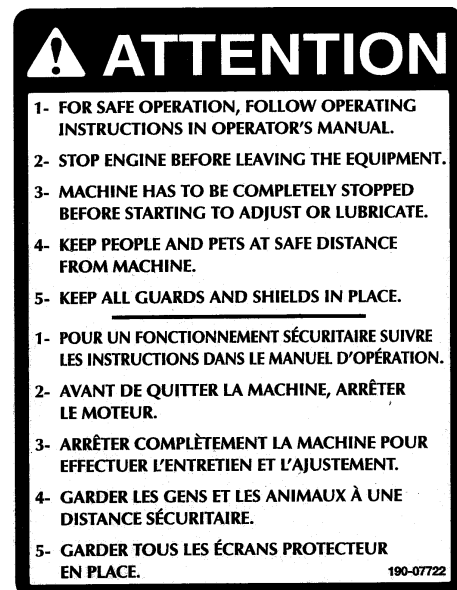 ATTENTION
1- FOR SAFE OPERATION, FOLLOW OPERATING
INSTRUCTIONS IN OPERATOR'S MANUAL.
2- STOP ENGINE BEFORE LEAVING THE EQUIPMENT.
3- MACHINE HAS TO BE COMPLETELY STOPPED
BEFORE STARTING TO ADJUST OR LUBRICATE.
4- KEEP PEOPLE AND PETS AT SAFE DISTANCE
FROM MACHINE.
5- KEEP ALL GUARDS AND SHIELDS IN PLACE.
1- POUR UN FONCTIONNEMENT SÉCURITAIRE SUIVRE
LES INSTRUCTIONS DANS LE MANUEL D'OPÉRATION.
2- AVANT DE QUITTER LA MACHINE, ARRÊTER
LE MOTEUR.
3- ARRÊTER COMPLÈTEMENT LA MACHINE POUR
EFFECTUER L'ENTRETIEN ET L'AJUSTEMENT.
4- GARDER LES GENS ET LES ANIMAUX À UNE
DISTANCE SÉCURITAIRE.
5- GARDER TOUS LES ÉCRANS PROTECTEUR
EN PLACE.
190-07722